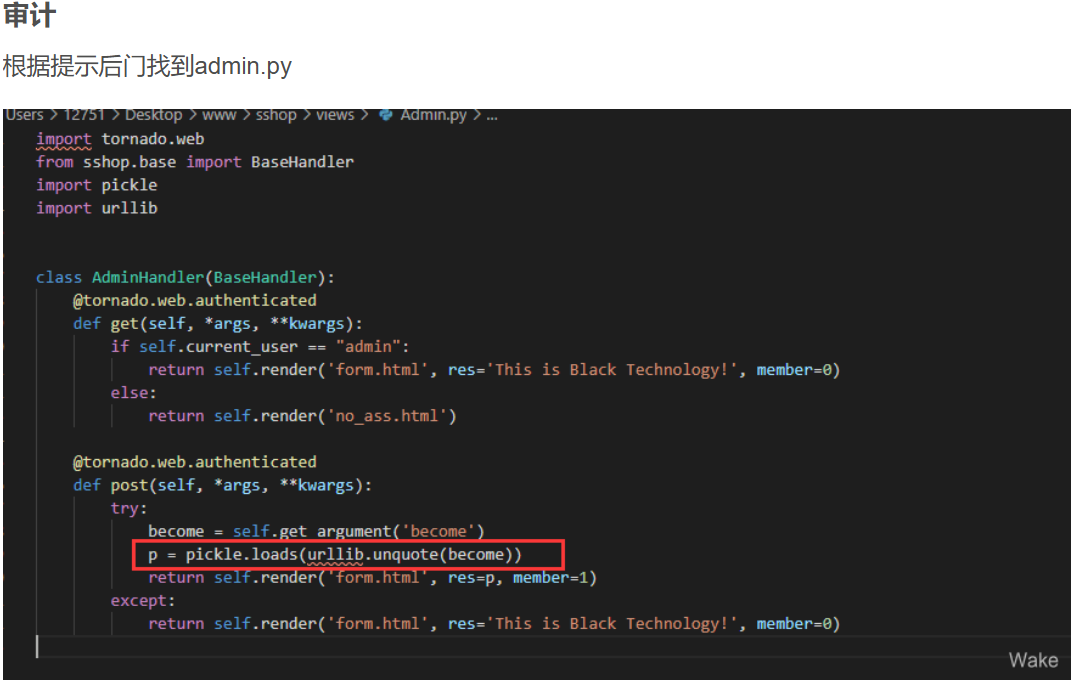 审计
根据提示后门找到admin.py
Users > 12751 > Desktop > www > sshop > views > Admin.py > ...
import tornado.web
from sshop.base import BaseHandler
import pickle
import urllib
class AdminHandler(BaseHandler):
@tornado.web.authenticated
def get(self, *args, **kwargs):
if self.current_user == "admin":
return self.render('form.html', res='This is Black Technology!', member=0)
else:
return self.render('no_ass.html')
@tornado.web.authenticated
def post(self, *args, **kwargs):
try:
become = self.get_argument('become')
p = pickle.loads(urllib.unquote(become))
return self.render('form.html', res=p, member=1)
except:
return self.render('form.html', res='This is Black Technology!', member=0)
Wake